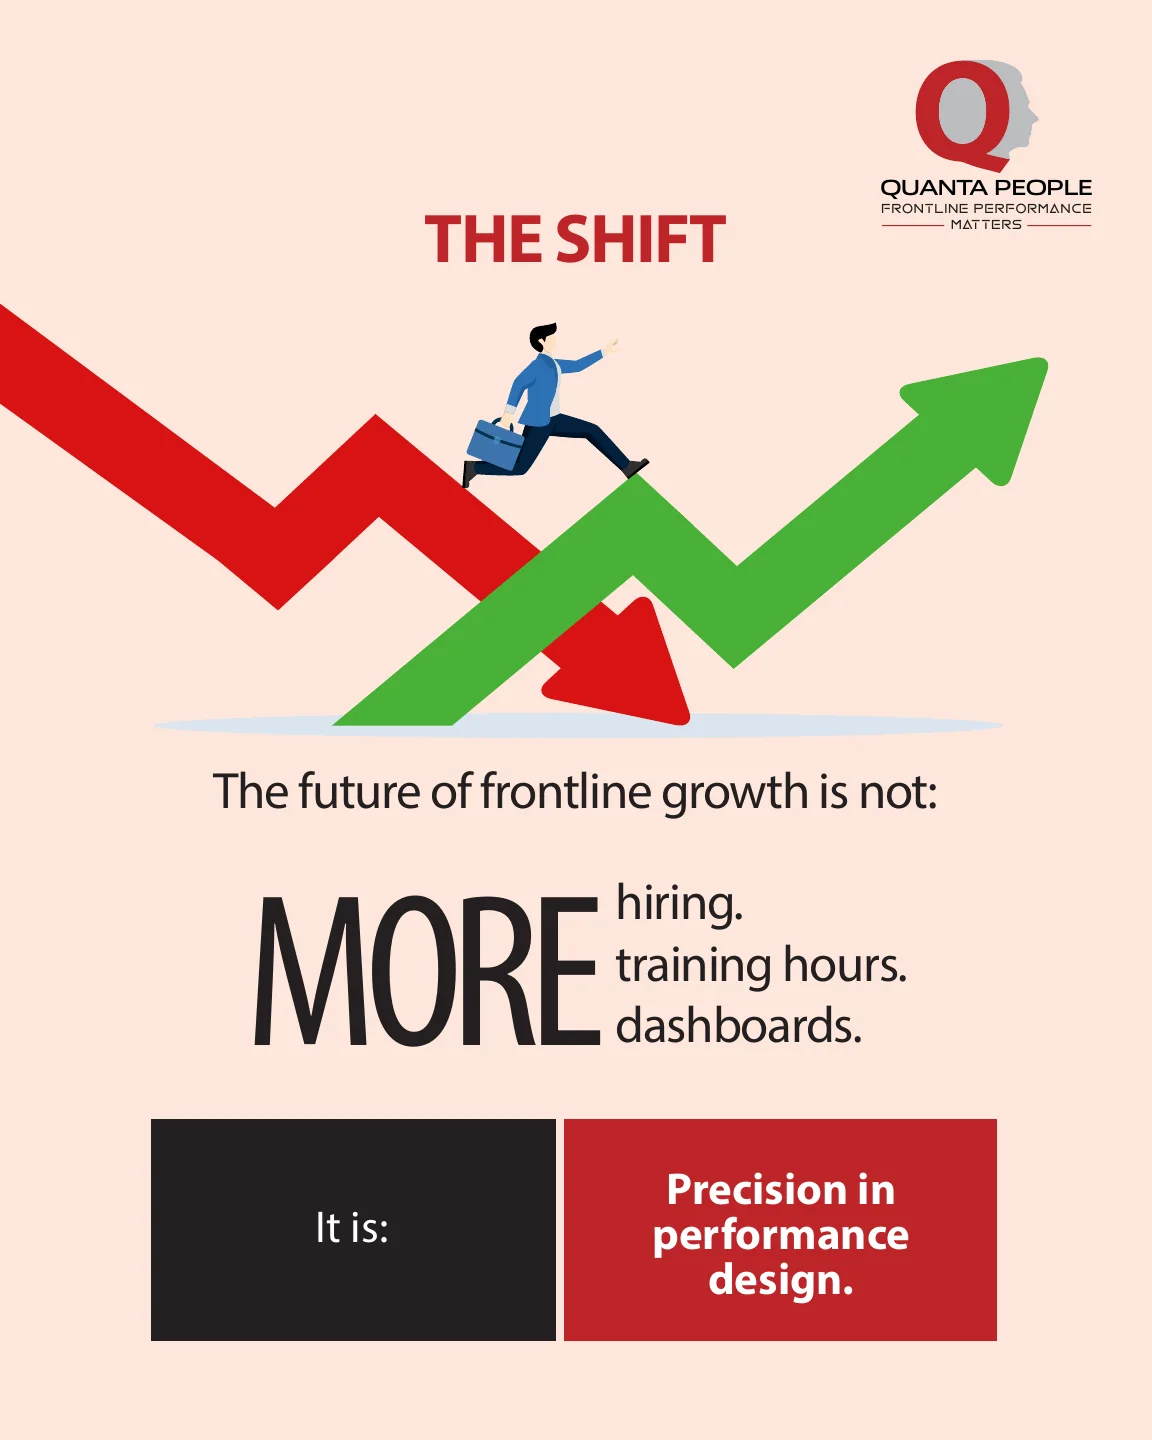 QUANTA PEOPLE
FRONTLINE PERFORMANCE
MATTERS
THE SHIFT
The future of frontline growth is not:
MORE
hiring.
training hours.
dashboards.
It is:
Precision in
performance
design.